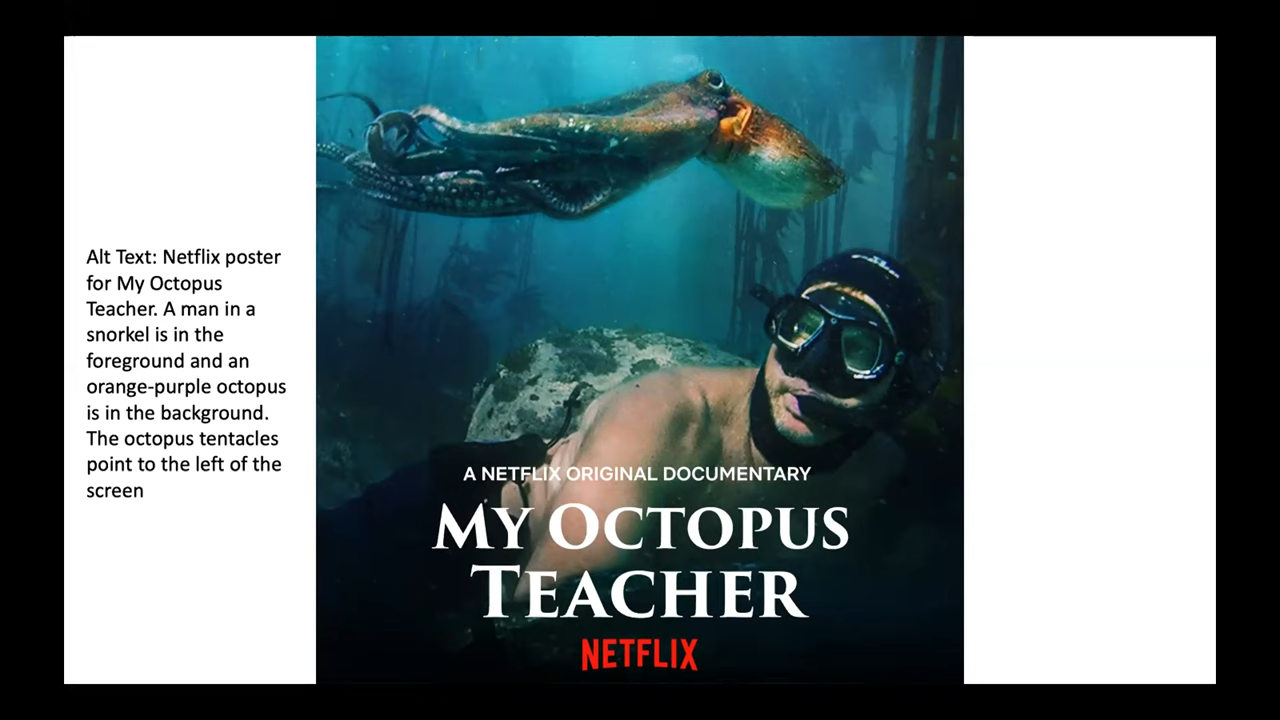 Alt Text: Netflix poster
for My Octopus
Teacher. A man in a
snorkel is in the
foreground and an
orange-purple octopus
is in the background.
The octopus tentacles
point to the left of the
screen
A NETFLIX ORIGINAL DOCUMENTARY
MY OCTOPUS
TEACHER
NETFLIX